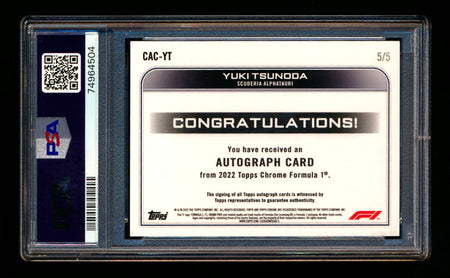 CAC-YT
5/5
YUKI TSUNODA
SCUDERIA ALPHATAURI
CONGRATULATIONS!
You have received an
AUTOGRAPH CARD
from 2022 Topps Chrome Formula 1®.
The signing of all Topps autograph cards is witnessed by
Topps representatives to guarantee authenticity.
Topps
F1
PSA
74964504